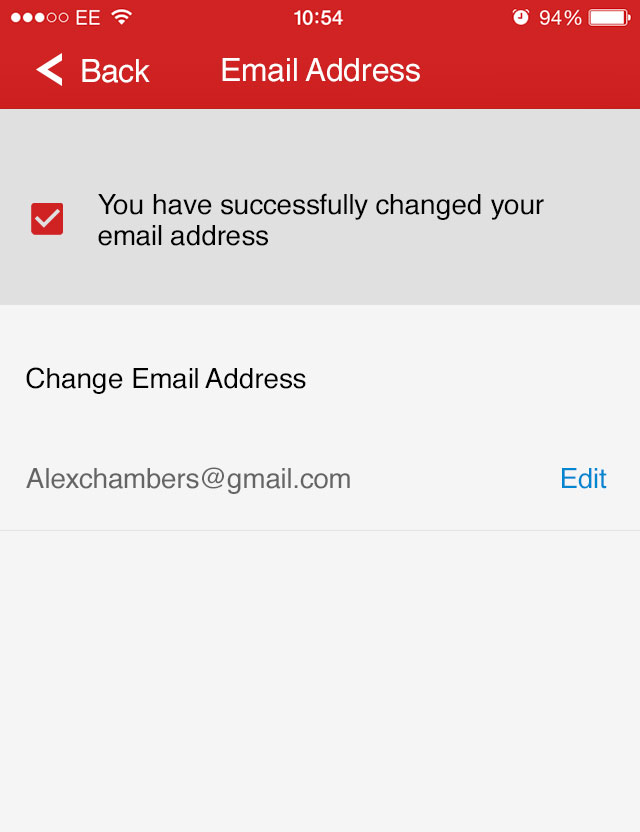 EE 10:54 94%
Back Email Address
You have successfully changed your
email address
Change Email Address
Alexchambers@gmail.com Edit